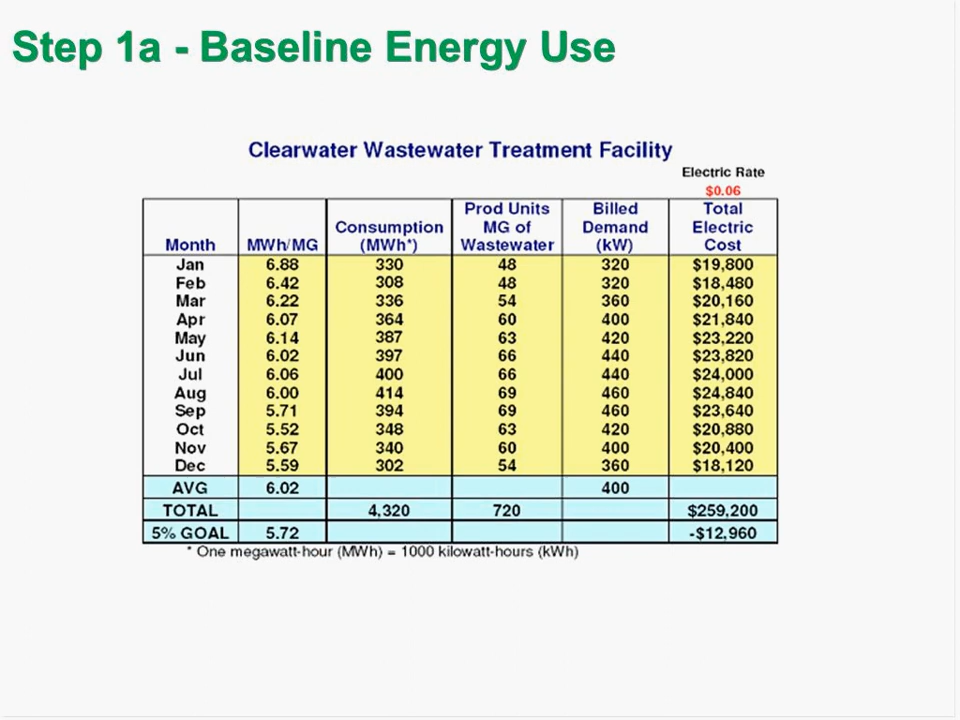 Step 1a - Baseline Energy Use
Clearwater Wastewater Treatment Facility
Electric Rate
$0.06
Month MWh/MG Consumption (MWh*) Prod Units MG of Wastewater Billed Demand (kW) Total Electric Cost
Jan 6.88 330 48 320 $19,800
Feb 6.42 308 48 320 $18,480
Mar 6.22 336 54 360 $20,160
Apr 6.07 364 60 400 $21,840
May 6.14 387 63 420 $23,220
Jun 6.02 397 66 440 $23,820
Jul 6.06 400 66 440 $24,000
Aug 6.00 414 69 460 $24,840
Sep 5.71 394 69 460 $23,640
Oct 5.52 348 63 420 $20,880
Nov 5.67 340 60 400 $20,400
Dec 5.59 302 54 360 $18,120
AVG 6.02 400
TOTAL 4,320 720 $259,200
5% GOAL 5.72 -$12,960
* One megawatt-hour (MWh) = 1000 kilowatt-hours (kWh)